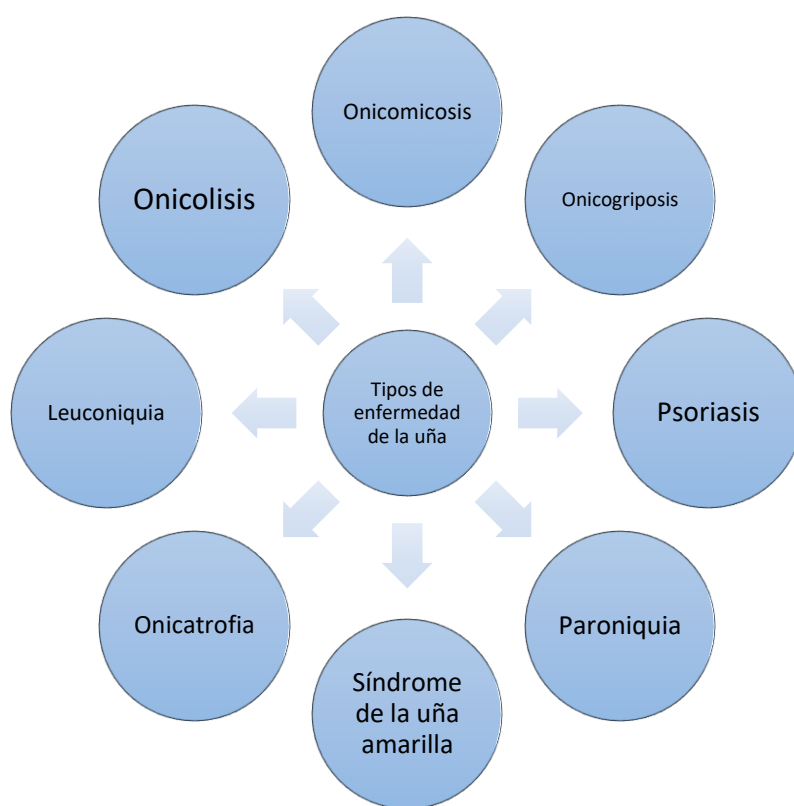 Onicomicosis
Onicolisis
Onicogriposis
Leuconiquia
Tipos de
enfermedad
de la uña
Psoriasis
Onicatrofia
Paroniquia
Síndrome
de la uña
amarilla